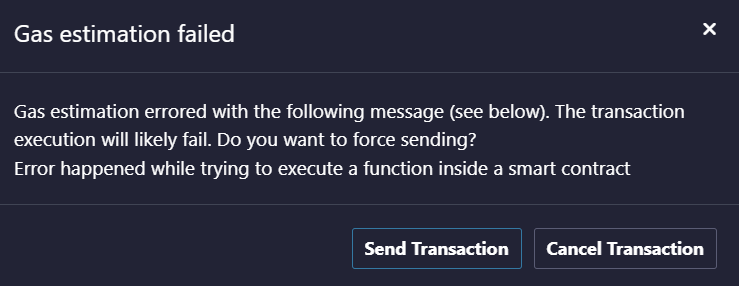 Gas estimation failed
Gas estimation errored with the following message (see below). The transaction
execution will likely fail. Do you want to force sending?
Error happened while trying to execute a function inside a smart contract
Send Transaction
Cancel Transaction